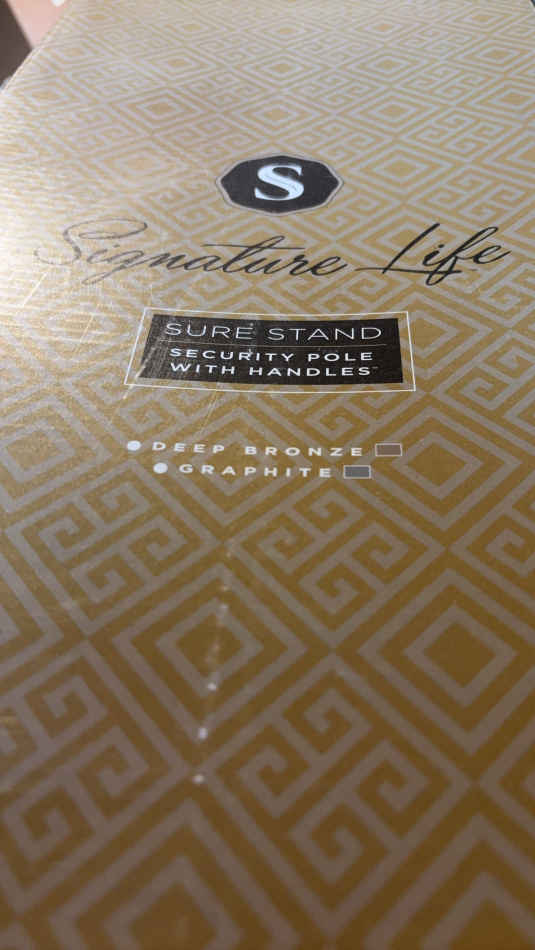 S
Signature Life
SURE STAND
SECURITY POLE
WITH HANDLES™
DEEP BRONZE
GRAPHITE